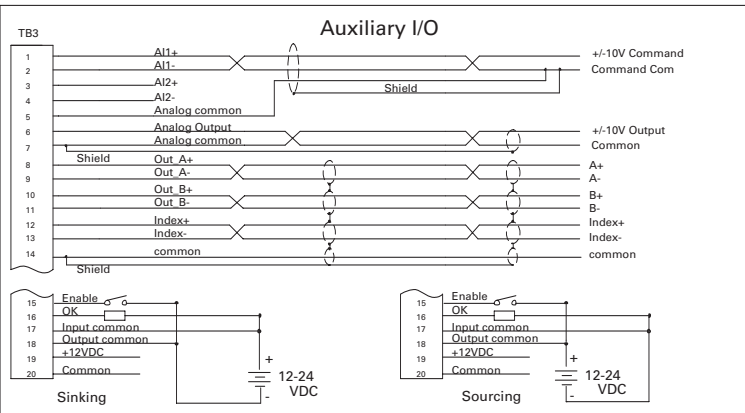 Auxiliary I/O
TB3
1 AI1+ +/-10V Command
2 AI1- Command Com
3 AI2+ Shield
4 AI2-
5 Analog common
6 Analog Output +/-10V Output
7 Analog common Common
Shield
8 Out_A+ A+
9 Out_A- A-
10 Out_B+ B+
11 Out_B- B-
12 Index+ Index+
13 Index- Index-
14 common common
Shield
15 Enable
16 OK
17 Input common
18 Output common
19 +12VDC
20 Common
+
12-24
VDC
-
Sinking
15 Enable
16 OK
17 Input common
18 Output common
19 +12VDC
20 Common
+
12-24
VDC
-
Sourcing